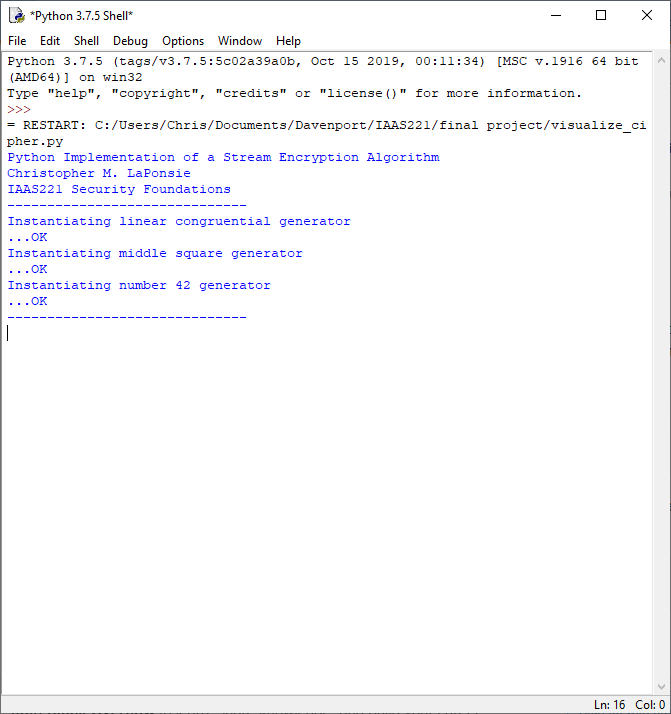 *Python 3.7.5 Shell*
File Edit Shell Debug Options Window Help
Python 3.7.5 (tags/v3.7.5:5c02a39a0b, Oct 15 2019, 00:11:34) [MSC v.1916 64 bit
(AMD64)] on win32
Type "help", "copyright", "credits" or "license()" for more information.
>>>
= RESTART: C:/Users/Chris/Documents/Davenport/IAAS221/final project/visualize_ci
pher.py
Python Implementation of a Stream Encryption Algorithm
Christopher M. LaPonsie
IAAS221 Security Foundations
------------------------------
Instantiating linear congruential generator
...OK
Instantiating middle square generator
...OK
Instantiating number 42 generator
...OK
------------------------------
Ln: 16 Col: 0